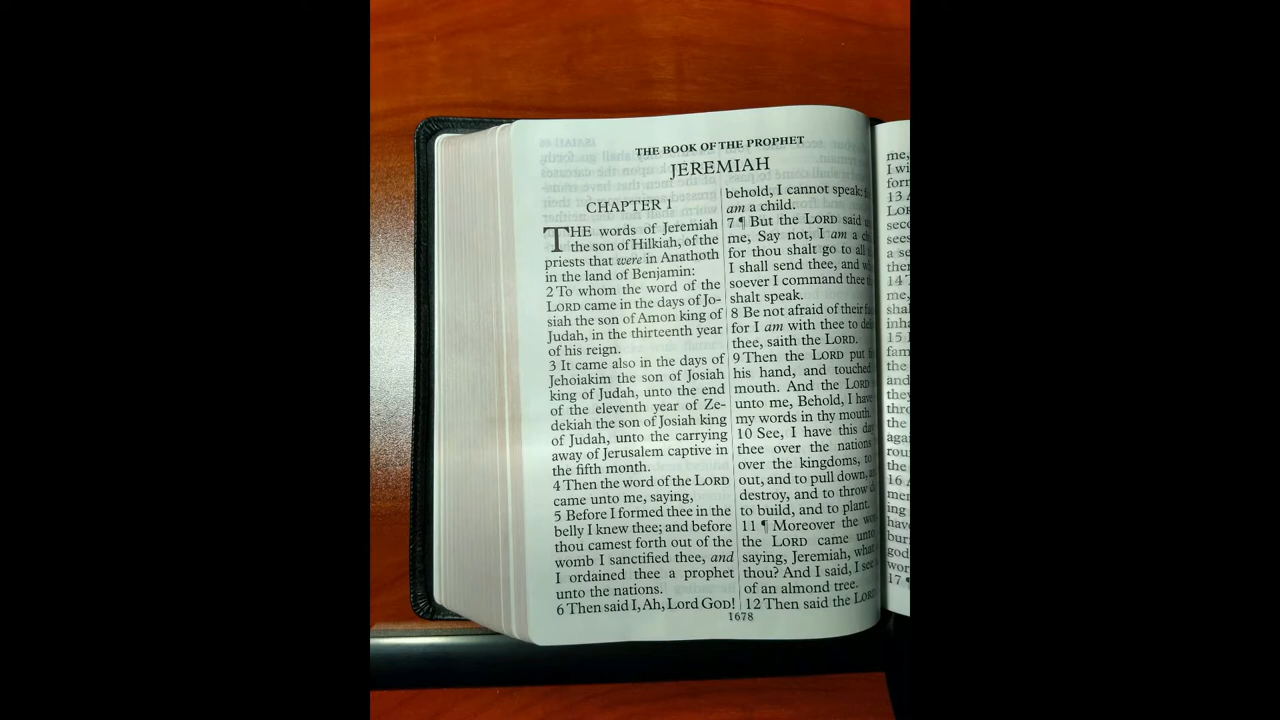 THE BOOK OF THE PROPHET
JEREMIAH
CHAPTER 1
THE words of Jeremiah
the son of Hilkiah, of the
priests that were in Anathoth
in the land of Benjamin:
2 To whom the word of the
LORD came in the days of Jo-
siah the son of Amon king of
Judah, in the thirteenth year
of his reign.
3 It came also in the days of
Jehoiakim the son of Josiah
king of Judah, unto the end
of the eleventh year of Ze-
dekiah the son of Josiah king
of Judah, unto the carrying
away of Jerusalem captive in
the fifth month.
4 Then the word of the LORD
came unto me, saying,
5 Before I formed thee in the
belly I knew thee; and before
thou camest forth out of the
womb I sanctified thee, and
I ordained thee a prophet
unto the nations.
6 Then said I, Ah, Lord GOD!
behold, I cannot speak:
am a child.
7 ¶ But the LORD said
me, Say not, I am a
for thou shalt go to all
I shall send thee, and
soever I command thee
shalt speak.
8 Be not afraid of their
for I am with thee to
thee, saith the LORD.
9 Then the LORD put
his hand, and touched
mouth. And the LORD
unto me, Behold, I have
my words in thy mouth.
10 See, I have this day
thee over the nations
over the kingdoms, to
out, and to pull down,
destroy, and to throw
to build, and to plant.
11 ¶ Moreover the
the LORD came unto
saying, Jeremiah, what
thou? And I said, I see
of an almond tree.
12 Then said the LORD
1678
me,
I
13
14
me,
15
the
and
the
the
16
ing
have
17 ¶